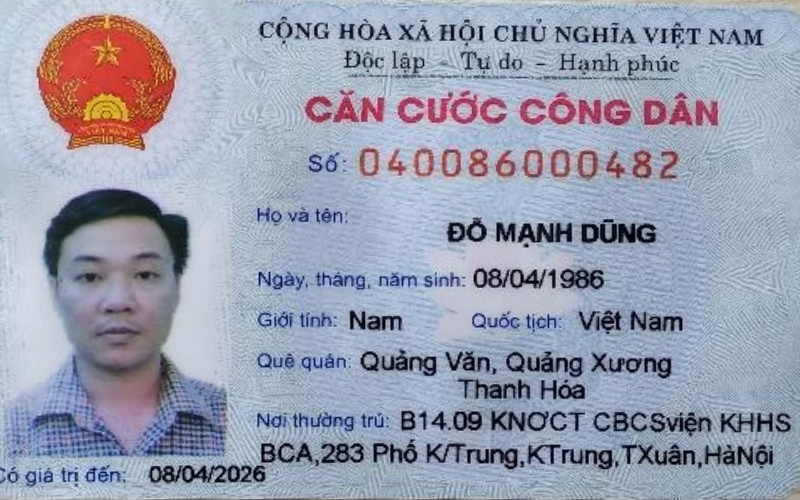 CỘNG HÒA XÃ HỘI CHỦ NGHĨA VIỆT NAM
Độc lập - Tự do - Hạnh phúc
CĂN CƯỚC CÔNG DÂN
Số: 040086000482
Họ và tên:
ĐỖ MẠNH DŨNG
Ngày, tháng, năm sinh: 08/04/1986
Giới tính: Nam Quốc tịch: Việt Nam
Quê quán: Quảng Văn, Quảng Xương
Thanh Hóa
Nơi thường trú: B14.09 KNƠCT CBCSviện KHHS
BCA,283 Phố K/Trung,KTrung,TXuân,HàNội
Có giá trị đến: 08/04/2026
VIỆT NAM